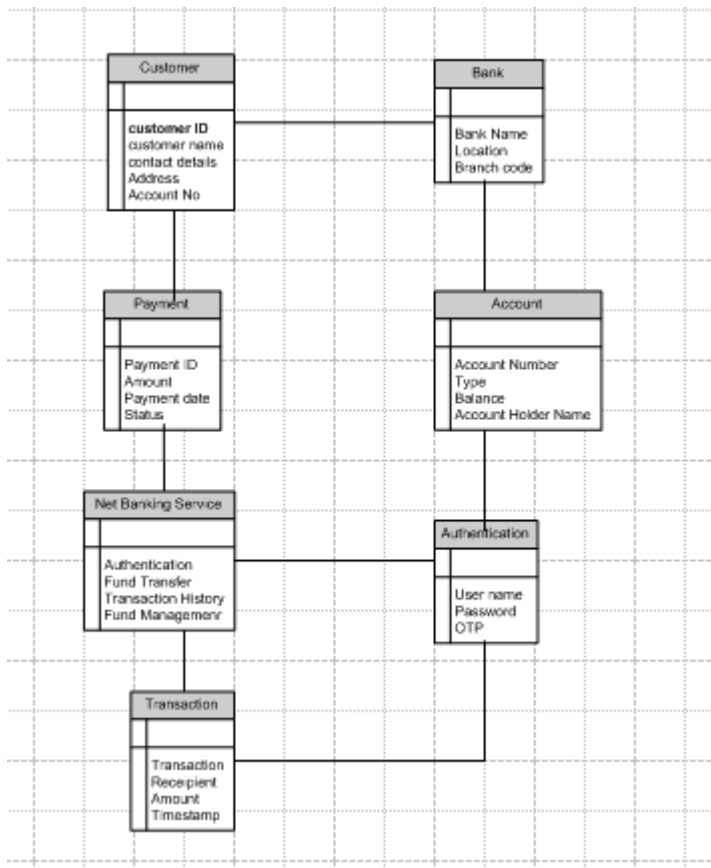 Customer
customer ID
customer name
contact details
Address
Account No
Bank
Bank Name
Location
Branch code
Payment
Payment ID
Amount
Payment date
Status
Account
Account Number
Type
Balance
Account Holder Name
Net Banking Service
Authentication
Fund Transfer
Transaction History
Fund Managemenr
Authentication
User name
Password
OTP
Transaction
Transaction
Receipient
Amount
Timestamp